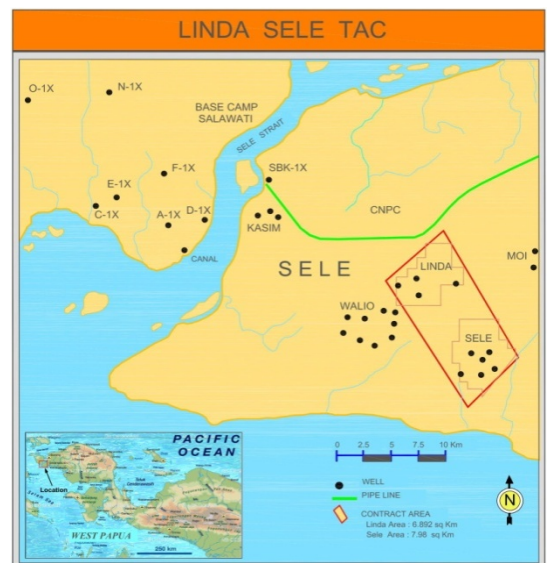 LINDA SELE TAC
O-1X
N-1X
BASE CAMP
SALAWATI
SELE STRAIT
F-1X
SBK-1X
E-1X
C-1X
A-1X
D-1X
KASIM
CNPC
CANAL
SELE
LINDA
MOI
WALIO
SELE
PACIFIC
OCEAN
Location
WEST PAPUA
250 km
0 2.5 5 7.5 10 Km
WELL
PIPE LINE
CONTRACT AREA
Linda Area : 6.892 sq Km
Sele Area : 7.98 sq Km
N